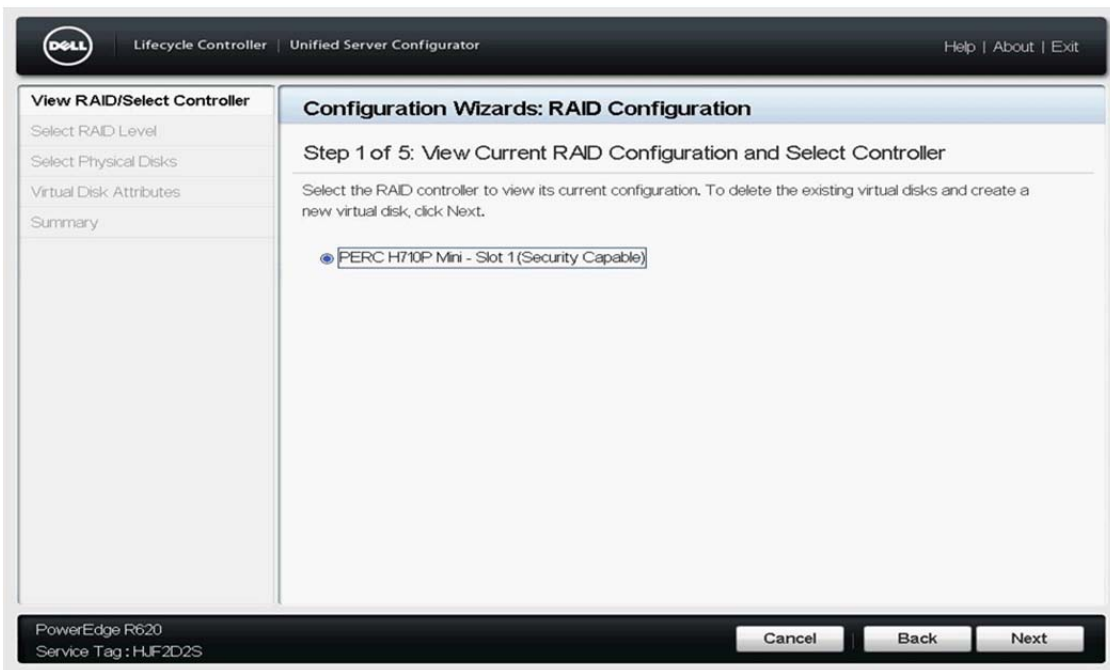 DELL
Lifecycle Controller | Unified Server Configurator
Help | About | Exit
View RAID/Select Controller
Select RAID Level
Select Physical Disks
Virtual Disk Attributes
Summary
Configuration Wizards: RAID Configuration
Step 1 of 5: View Current RAID Configuration and Select Controller
Select the RAID controller to view its current configuration. To delete the existing virtual disks and create a
new virtual disk, click Next.
PERC H710P Mini - Slot 1(Security Capable)
PowerEdge R620
Service Tag : HJF2D2S
Cancel
Back
Next